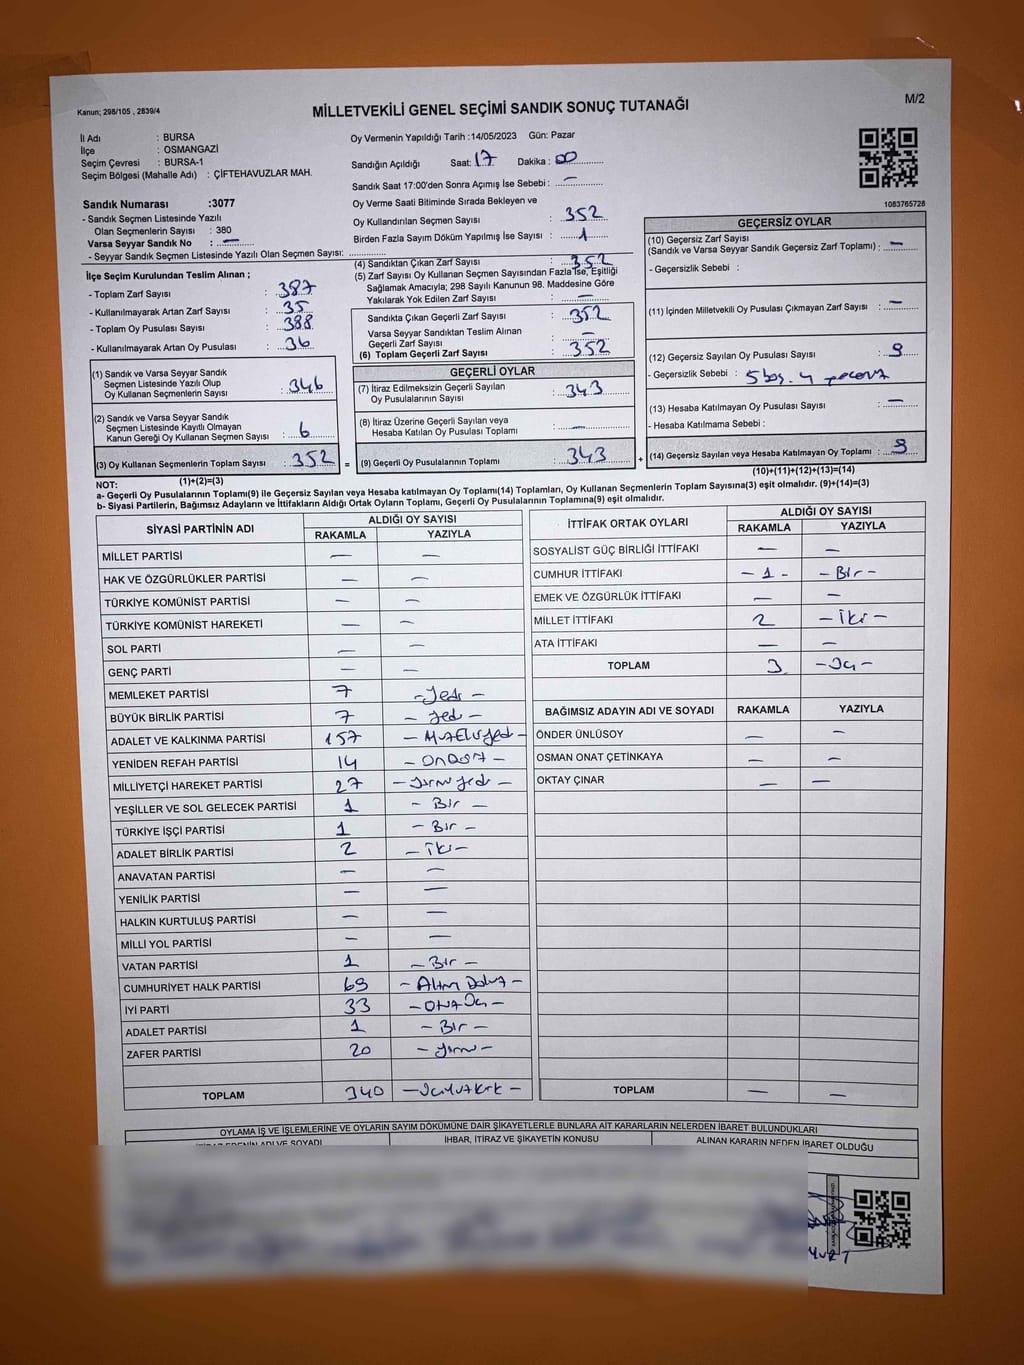 Kanun; 298/105 , 2839/4
MİLLETVEKİLİ GENEL SEÇİMİ SANDIK SONUÇ TUTANAĞI
M/2
İl Adı : BURSA
İlçe : OSMANGAZİ
Seçim Çevresi : BURSA-1
Seçim Bölgesi (Mahalle Adı) : ÇİFTEHAVUZLAR MAH.
Oy Vermenin Yapıldığı Tarih :14/05/2023 Gün: Pazar
Sandığın Açıldığı Saat: 17 Dakika : 00
Sandık Saat 17:00'den Sonra Açımış İse Sebebi : —
Sandık Numarası :3077
- Sandık Seçmen Listesinde Yazılı
Olan Seçmenlerin Sayısı : 380
Varsa Seyyar Sandık No : —
- Seyyar Sandık Seçmen Listesinde Yazılı Olan Seçmen Sayısı:
Oy Verme Saati Bitiminde Sırada Bekleyen ve
Oy Kullandırılan Seçmen Sayısı : 352
Birden Fazla Sayım Döküm Yapılmış İse Sayısı : 1
1083765728
İlçe Seçim Kurulundan Teslim Alınan ;
- Toplam Zarf Sayısı : 387
- Kullanılmayarak Artan Zarf Sayısı : 35
- Toplam Oy Pusulası Sayısı : 388
- Kullanılmayarak Artan Oy Pusulası : 36
(4) Sandıktan Çıkan Zarf Sayısı : 352
(5) Zarf Sayısı Oy Kullanan Seçmen Sayısından Fazla İse, Eşitliği
Sağlamak Amacıyla; 298 Sayılı Kanunun 98. Maddesine Göre
Yakılarak Yok Edilen Zarf Sayısı : —
Sandıkta Çıkan Geçerli Zarf Sayısı : 352
Varsa Seyyar Sandıktan Teslim Alınan
Geçerli Zarf Sayısı : —
(6) Toplam Geçerli Zarf Sayısı : 352
GEÇERSİZ OYLAR
(10) Geçersiz Zarf Sayısı
(Sandık ve Varsa Seyyar Sandık Geçersiz Zarf Toplamı) : —
- Geçersizlik Sebebi :
(11) İçinden Milletvekili Oy Pusulası Çıkmayan Zarf Sayısı : —
(12) Geçersiz Sayılan Oy Pusulası Sayısı : 9
- Geçersizlik Sebebi : 5 boş. 4
(13) Hesaba Katılmayan Oy Pusulası Sayısı : —
- Hesaba Katılmama Sebebi :
(14) Geçersiz Sayılan veya Hesaba Katılmayan Oy Toplamı : 9
(10)+(11)+(12)+(13)=(14)
(1) Sandık ve Varsa Seyyar Sandık
Seçmen Listesinde Yazılı Olup
Oy Kullanan Seçmenlerin Sayısı : 346
(2) Sandık ve Varsa Seyyar Sandık
Seçmen Listesinde Kayıtlı Olmayan
Kanun Gereği Oy Kullanan Seçmen Sayısı : 6
(3) Oy Kullanan Seçmenlerin Toplam Sayısı : 352 =
(1)+(2)=(3)
GEÇERLİ OYLAR
(7) İtiraz Edilmeksizin Geçerli Sayılan
Oy Pusulalarının Sayısı : 343
(8) İtiraz Üzerine Geçerli Sayılan veya
Hesaba Katılan Oy Pusulası Toplamı : —
(9) Geçerli Oy Pusulalarının Toplamı : 343 +
NOT:
a- Geçerli Oy Pusulalarının Toplamı(9) ile Geçersiz Sayılan veya Hesaba katılmayan Oy Toplamı(14) Toplamları, Oy Kullanan Seçmenlerin Toplam Sayısına(3) eşit olmalıdır. (9)+(14)=(3)
b- Siyasi Partilerin, Bağımsız Adayların ve İttifakların Aldığı Ortak Oyların Toplamı, Geçerli Oy Pusulalarının Toplamına(9) eşit olmalıdır.
SİYASİ PARTİNİN ADI ALDIĞI OY SAYISI
RAKAMLA YAZIYLA
MİLLET PARTİSİ — —
HAK VE ÖZGÜRLÜKLER PARTİSİ — —
TÜRKİYE KOMÜNİST PARTİSİ — —
TÜRKİYE KOMÜNİST HAREKETİ — —
SOL PARTİ — —
GENÇ PARTİ — —
MEMLEKET PARTİSİ 7 - Yedi -
BÜYÜK BİRLİK PARTİSİ 7 - Yedi -
ADALET VE KALKINMA PARTİSİ 157
YENİDEN REFAH PARTİSİ 14 - Ondört -
MİLLİYETÇİ HAREKET PARTİSİ 27 - Yirmi yedi -
YEŞİLLER VE SOL GELECEK PARTİSİ 1 - Bir -
TÜRKİYE İŞÇİ PARTİSİ 1 - Bir -
ADALET BİRLİK PARTİSİ 2 - İki -
ANAVATAN PARTİSİ — —
YENİLİK PARTİSİ — —
HALKIN KURTULUŞ PARTİSİ — —
MİLLİ YOL PARTİSİ — —
VATAN PARTİSİ 1 - Bir -
CUMHURİYET HALK PARTİSİ 69 - Altmış Dokuz -
İYİ PARTİ 33
ADALET PARTİSİ 1 - Bir -
ZAFER PARTİSİ 20 - Yirmi -
TOPLAM 340 - Üçyüzkırk -
İTTİFAK ORTAK OYLARI ALDIĞI OY SAYISI
RAKAMLA YAZIYLA
SOSYALİST GÜÇ BİRLİĞİ İTTİFAKI — —
CUMHUR İTTİFAKI - 1 - - Bir -
EMEK VE ÖZGÜRLÜK İTTİFAKI — —
MİLLET İTTİFAKI 2 - İki -
ATA İTTİFAKI — —
TOPLAM 3 - Üç -
BAĞIMSIZ ADAYIN ADI VE SOYADI RAKAMLA YAZIYLA
ÖNDER ÜNLÜSOY — —
OSMAN ONAT ÇETİNKAYA — —
OKTAY ÇINAR — —
TOPLAM — —
OYLAMA İŞ VE İŞLEMLERİNE VE OYLARIN SAYIM DÖKÜMÜNE DAİR ŞİKAYETLERLE BUNLARA AİT KARARLARIN NELERDEN İBARET BULUNDUKLARI
İTİRAZ EDENİN ADI VE SOYADI İHBAR, İTİRAZ VE ŞİKAYETİN KONUSU ALINAN KARARIN NEDEN İBARET OLDUĞU